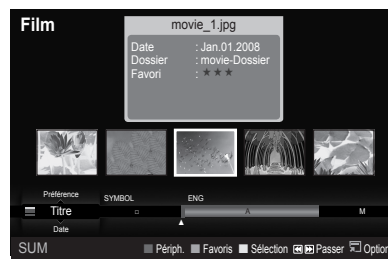 Film
movie_1.jpg
Date : Jan.01.2008
Dossier : movie-Dossier
Favori : ★ ★ ★
Préférence
SYMBOL ENG
Titre A M
Date
SUM Périph. Favoris Sélection Passer Option